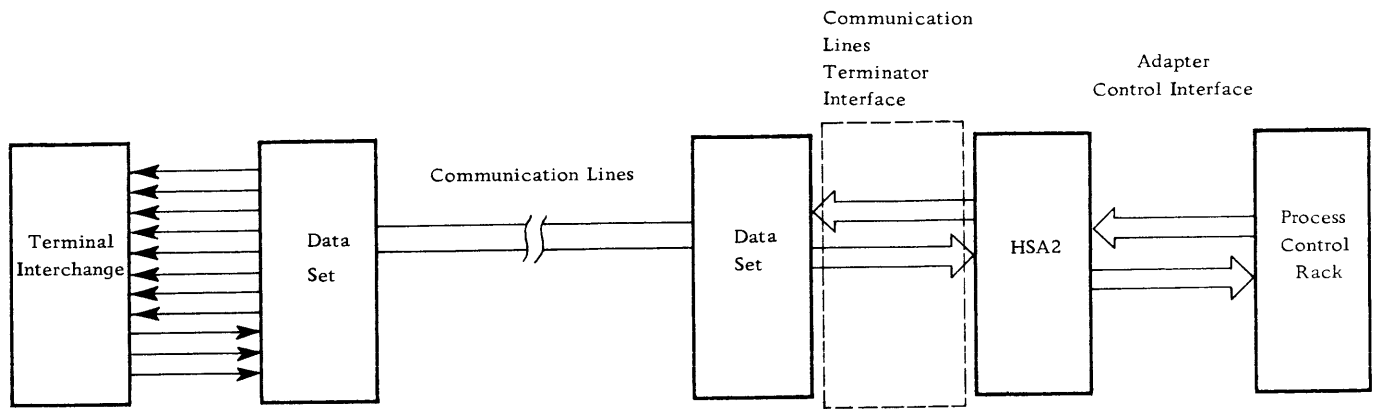 Communication
Lines
Terminator
Interface
Adapter
Control Interface
Communication Lines
Terminal
Interchange
Data
Set
Data
Set
HSA2
Process
Control
Rack